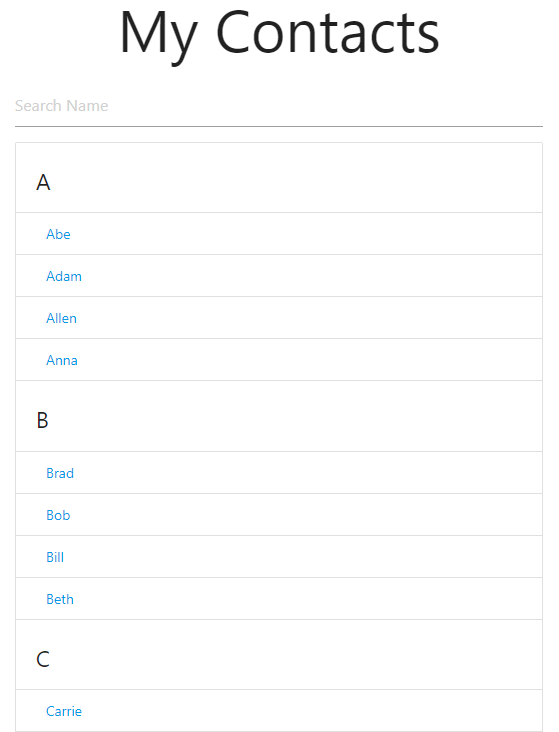 My Contacts
Search Name
A
Abe
Adam
Allen
Anna
B
Brad
Bob
Bill
Beth
C
Carrie